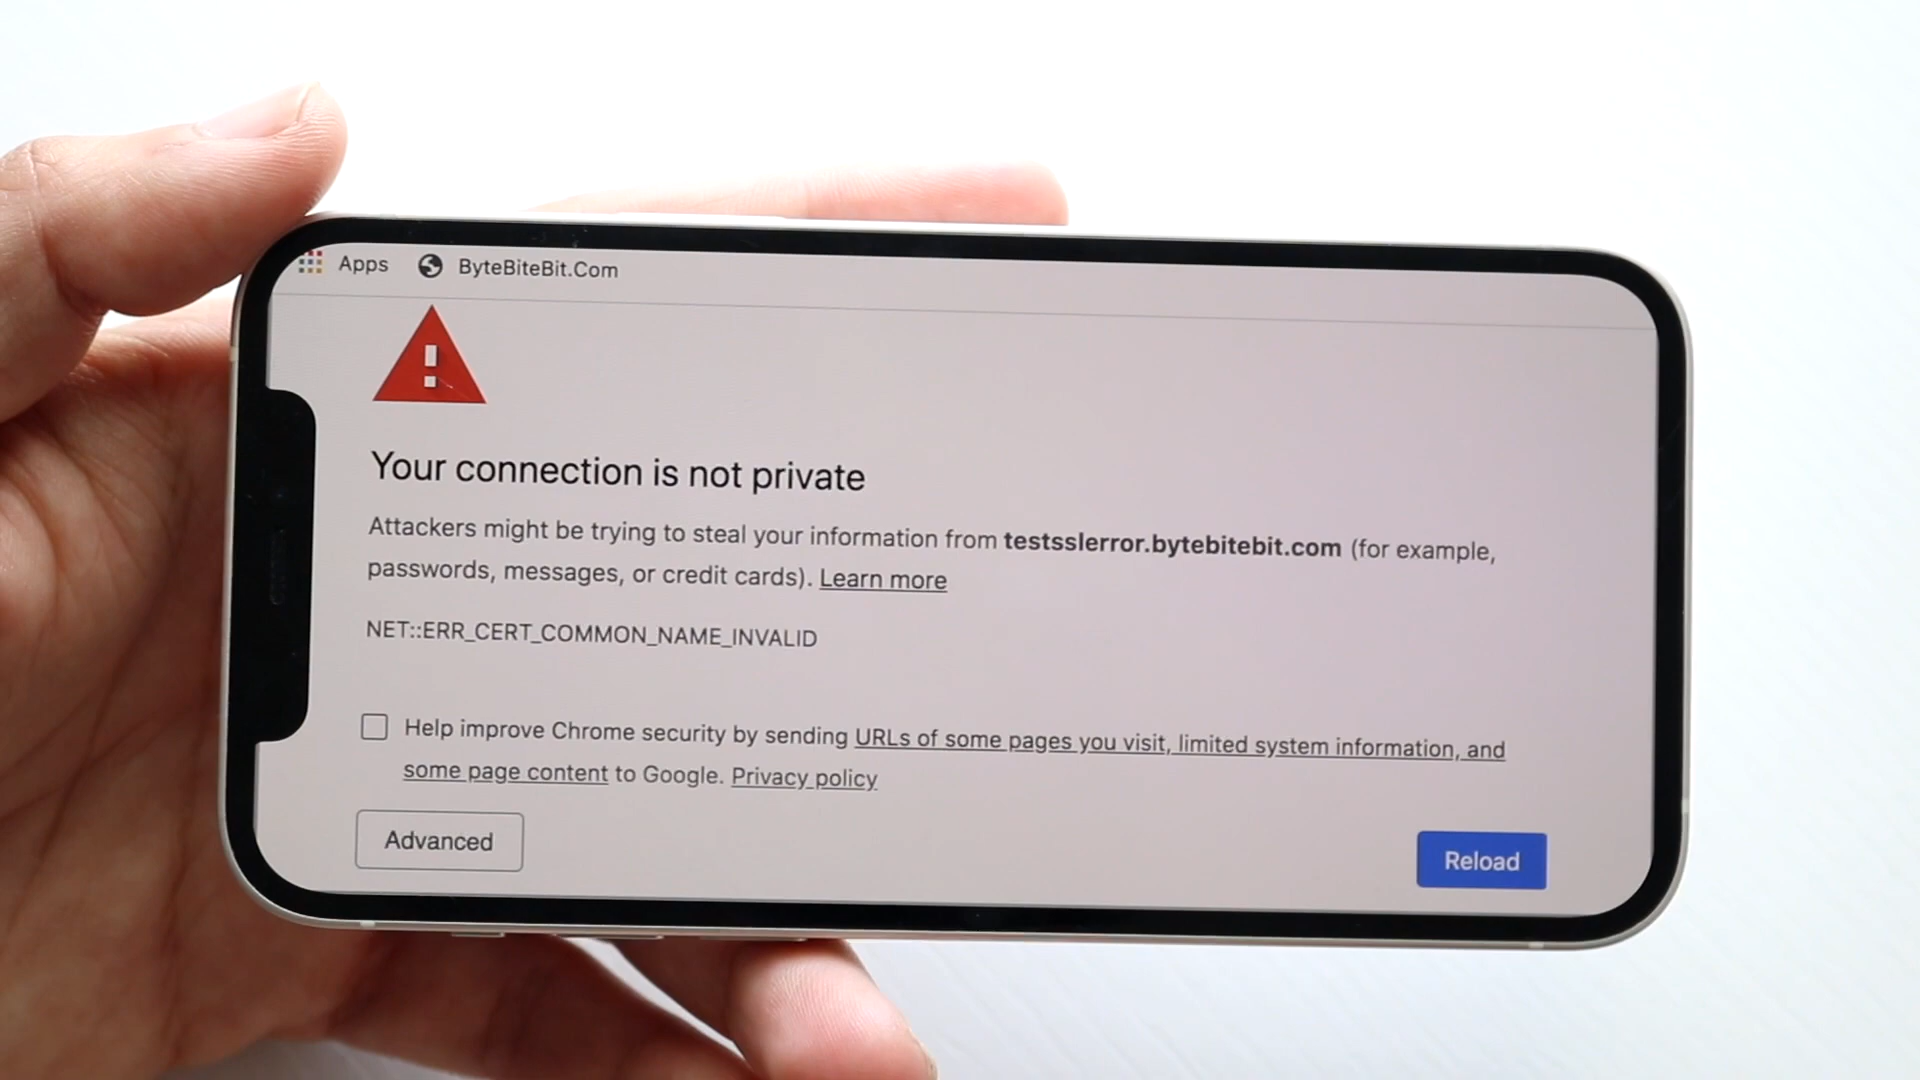 Apps ByteBiteBit.Com
Your connection is not private
Attackers might be trying to steal your information from testsslerror.bytebitebit.com (for example,
passwords, messages, or credit cards). Learn more
NET::ERR_CERT_COMMON_NAME_INVALID
Help improve Chrome security by sending URLs of some pages you visit, limited system information, and
some page content to Google. Privacy policy
Advanced
Reload